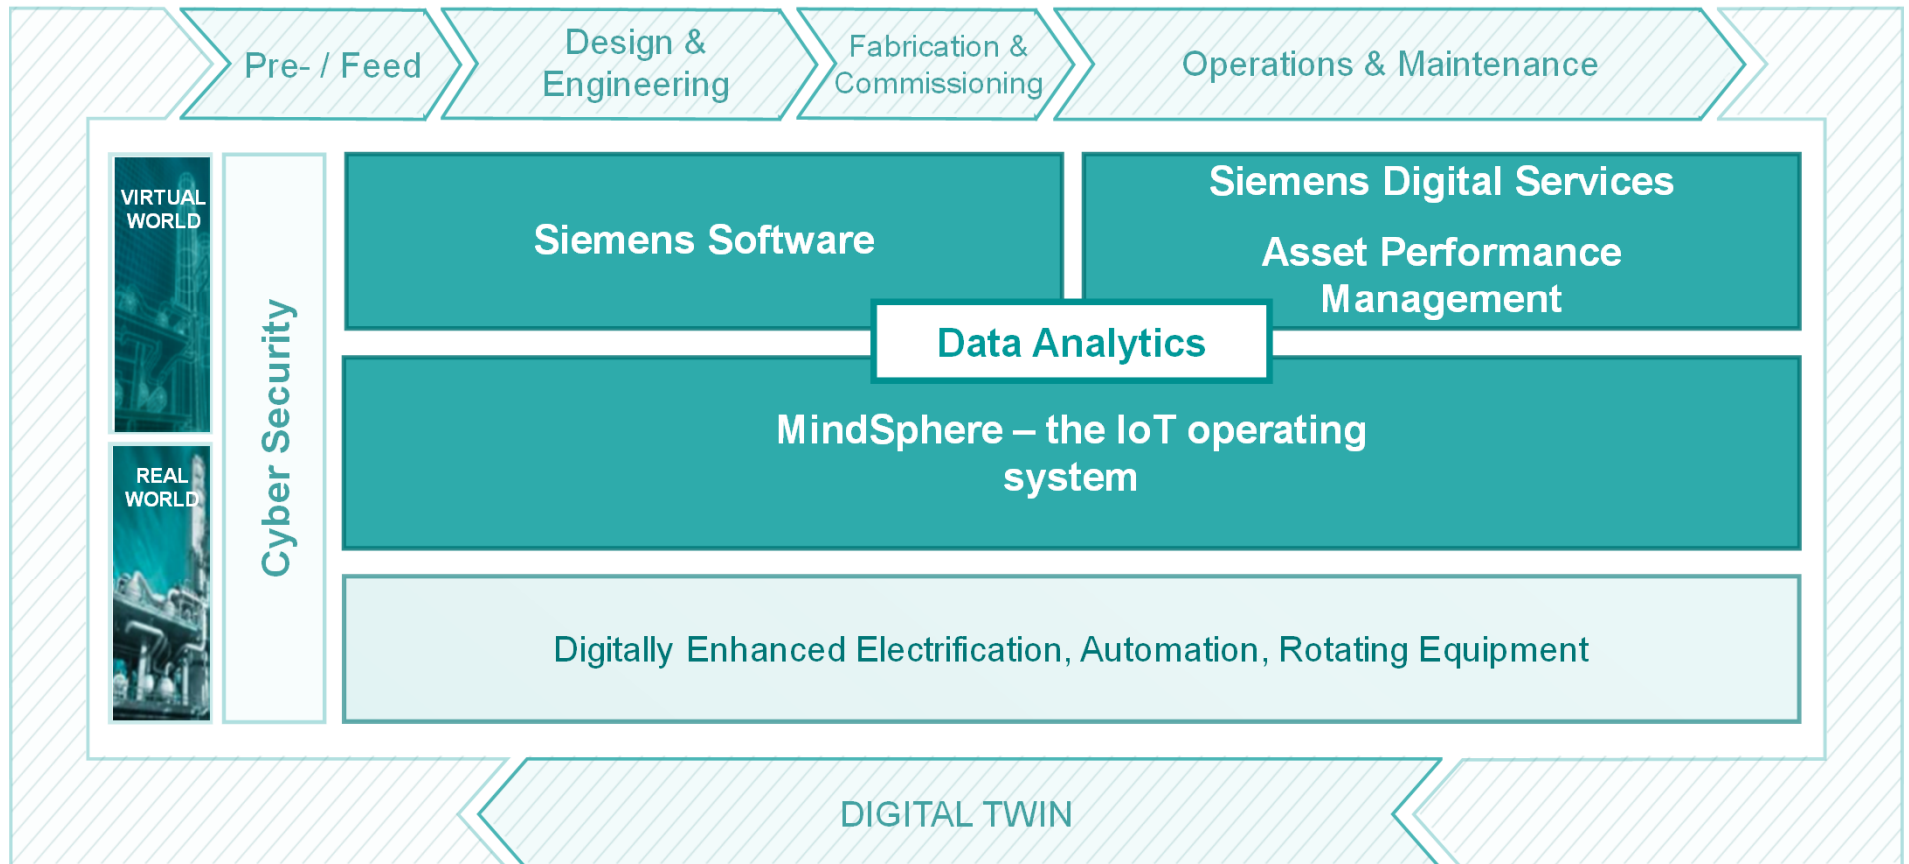 Pre- / Feed
Design &
Engineering
Fabrication &
Commissioning
Operations & Maintenance
VIRTUAL
WORLD
REAL
WORLD
Cyber Security
Siemens Software
Siemens Digital Services
Asset Performance
Management
Data Analytics
MindSphere – the IoT operating
system
Digitally Enhanced Electrification, Automation, Rotating Equipment
DIGITAL TWIN